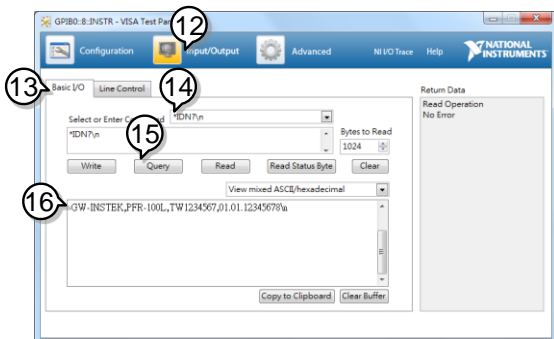 GPIB0::8::INSTR - VISA Test Pa
12
Configuration
Input/Output
Advanced
NI I/O Trace
Help
NATIONAL
INSTRUMENTS
13
Basic I/O
Line Control
14
Return Data
Read Operation
No Error
Select or Enter
*IDN?\n
*IDN?\n
15
Bytes to Read
1024
Write
Query
Read
Read Status Byte
Clear
View mixed ASCII/hexadecimal
16
GW-INSTEK,PFR-100L,TW1234567,01.01.12345678\n
Copy to Clipboard
Clear Buffer